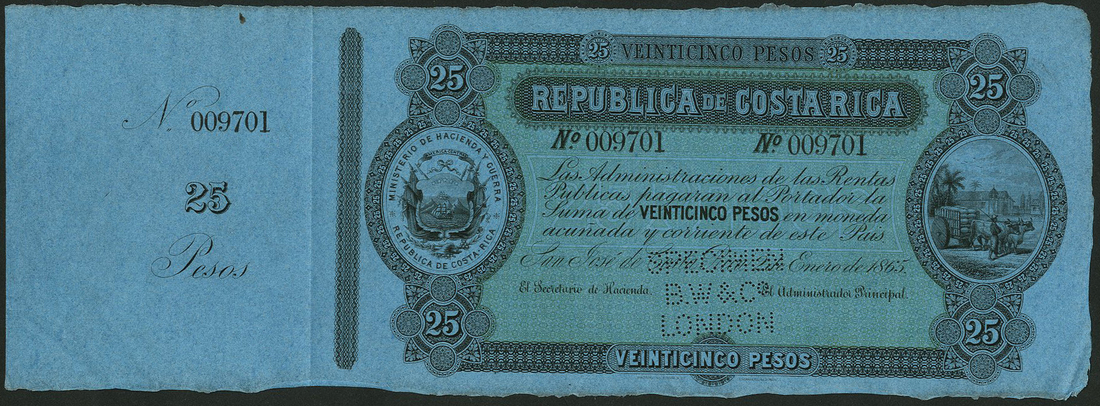 Nº 009701
25
Pesos
25 VEINTICINCO PESOS 25
25 25
REPUBLICA DE COSTA RICA
Nº 009701 Nº 009701
MINISTERIO DE HACIENDA Y GUERRA
AMERICA CENTRAL
REPUBLICA DE COSTA-RICA
Las Administraciones de las Rentas
Publicas, pagaran al Portador la
Suma de VEINTICINCO PESOS en moneda
acuñada y corriente de este Pais
San José de Enero de 1865.
SPECIMEN
El Secretario de Hacienda. El Administrador Principal.
B.W & Cº
LONDON
25 25
VEINTICINCO PESOS